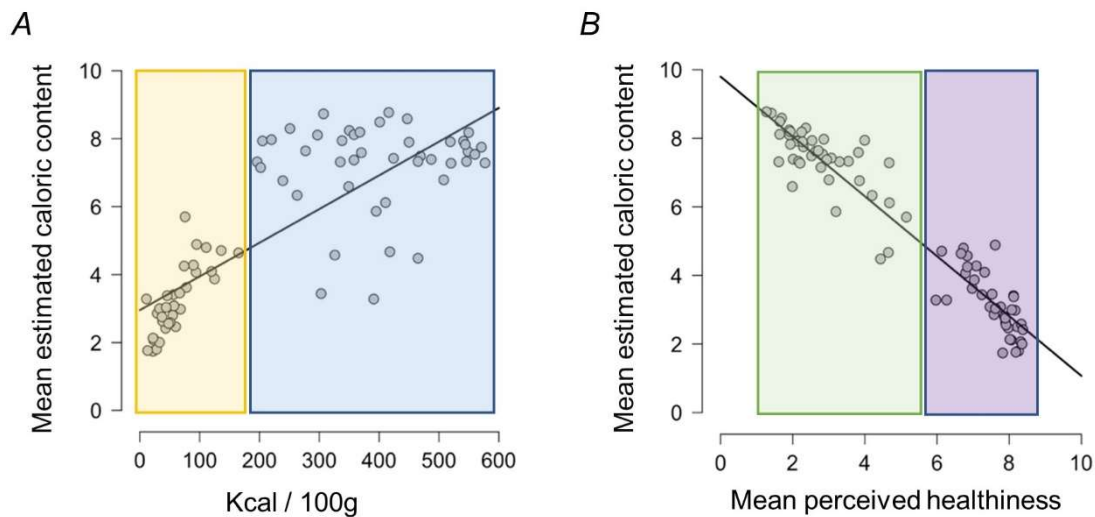 A
Mean estimated caloric content
10
8
6
4
2
0
0 100 200 300 400 500 600
Kcal / 100g
B
Mean estimated caloric content
10
8
6
4
2
0
0 2 4 6 8 10
Mean perceived healthiness